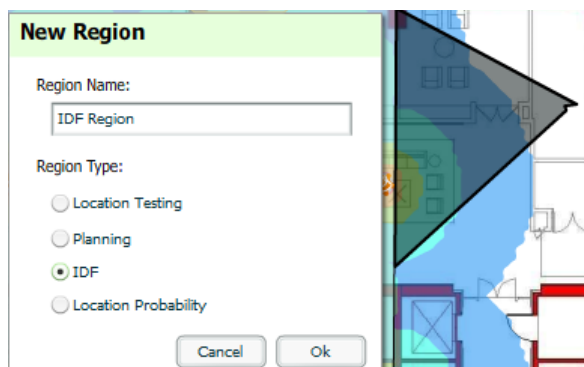 New Region
Region Name:
IDF Region
Region Type:
Location Testing
Planning
IDF
Location Probability
Cancel
Ok